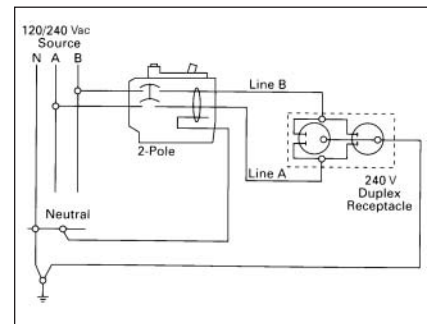 120/240 Vac
Source
N A B
Line B
2-Pole
Line A
240 V
Duplex
Receptacle
Neutral